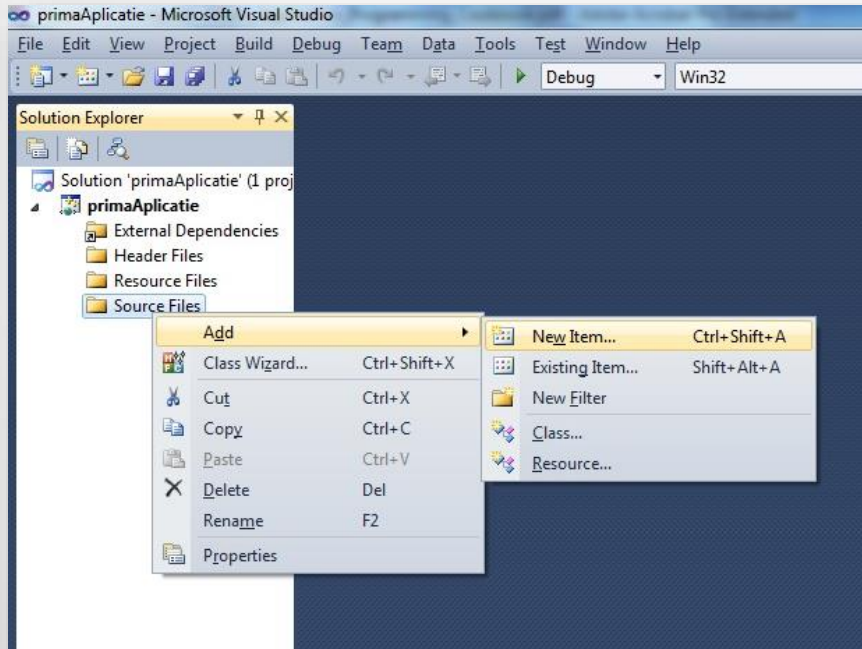 primaAplicatie - Microsoft Visual Studio
File Edit View Project Build Debug Team Data Tools Test Window Help
Debug Win32
Solution Explorer
Solution 'primaAplicatie' (1 proj
primaAplicatie
External Dependencies
Header Files
Resource Files
Source Files
Add
Class Wizard... Ctrl+Shift+X
Cut Ctrl+X
Copy Ctrl+C
Paste Ctrl+V
Delete Del
Rename F2
Properties
New Item... Ctrl+Shift+A
Existing Item... Shift+Alt+A
New Filter
Class...
Resource...